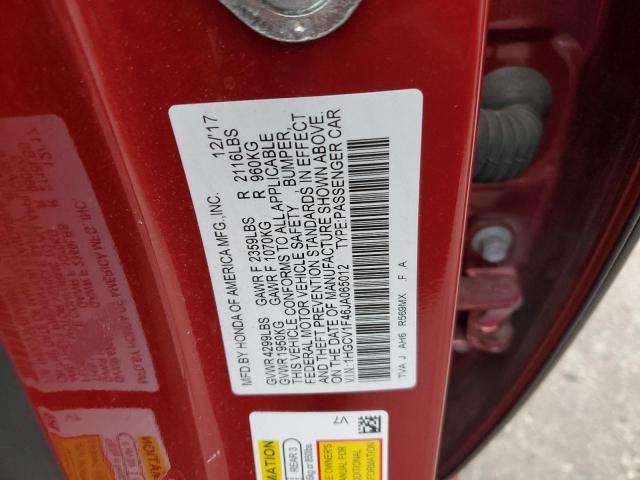 MFD.BY HONDA OF AMERICA MFG.,INC. 12/'17
GVWR 4299LBS GAWR F 2359LBS R 2116LBS
GVWR 1950KG GAWR F 1070KG R 960KG
THIS VEHICLE CONFORMS TO ALL APPLICABLE
FEDERAL MOTOR VEHICLE SAFETY BUMPER,
AND THEFT PREVENTION STANDARDS IN EFFECT
ON THE DATE OF MANUFACTURE SHOWN ABOVE.
V.I.N.:1HGCV1F46JA065012 TYPE:PASSENGER CAR
TVA J AH6 R569MX F A
REAR 3